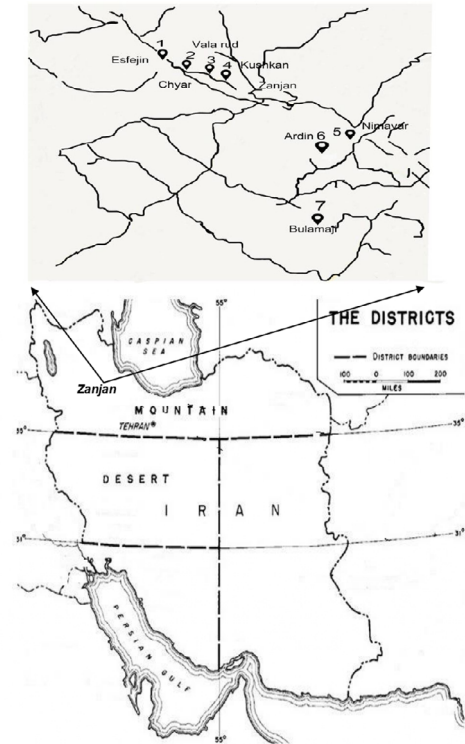 1
Vala rud
Esfejin
2
3
4
Kushkan
Chyar
Zanjan
Nimavar
5
Ardin
6
7
Bulamaji
55°
THE DISTRICTS
CASPIAN
SEA
DISTRICT BOUNDARIES
100 0 100 200
MILES
Zanjan
MOUNTAIN
TEHRAN
35°
35°
DESERT
IRAN
31°
31°
PERSIAN GULF
55°